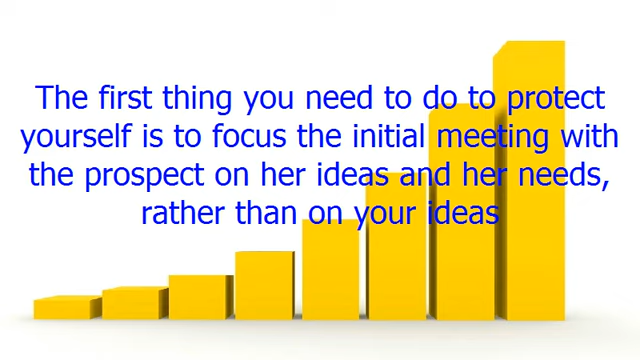 The first thing you need to do to protect
yourself is to focus the initial meeting with
the prospect on her ideas and her needs,
rather than on your ideas